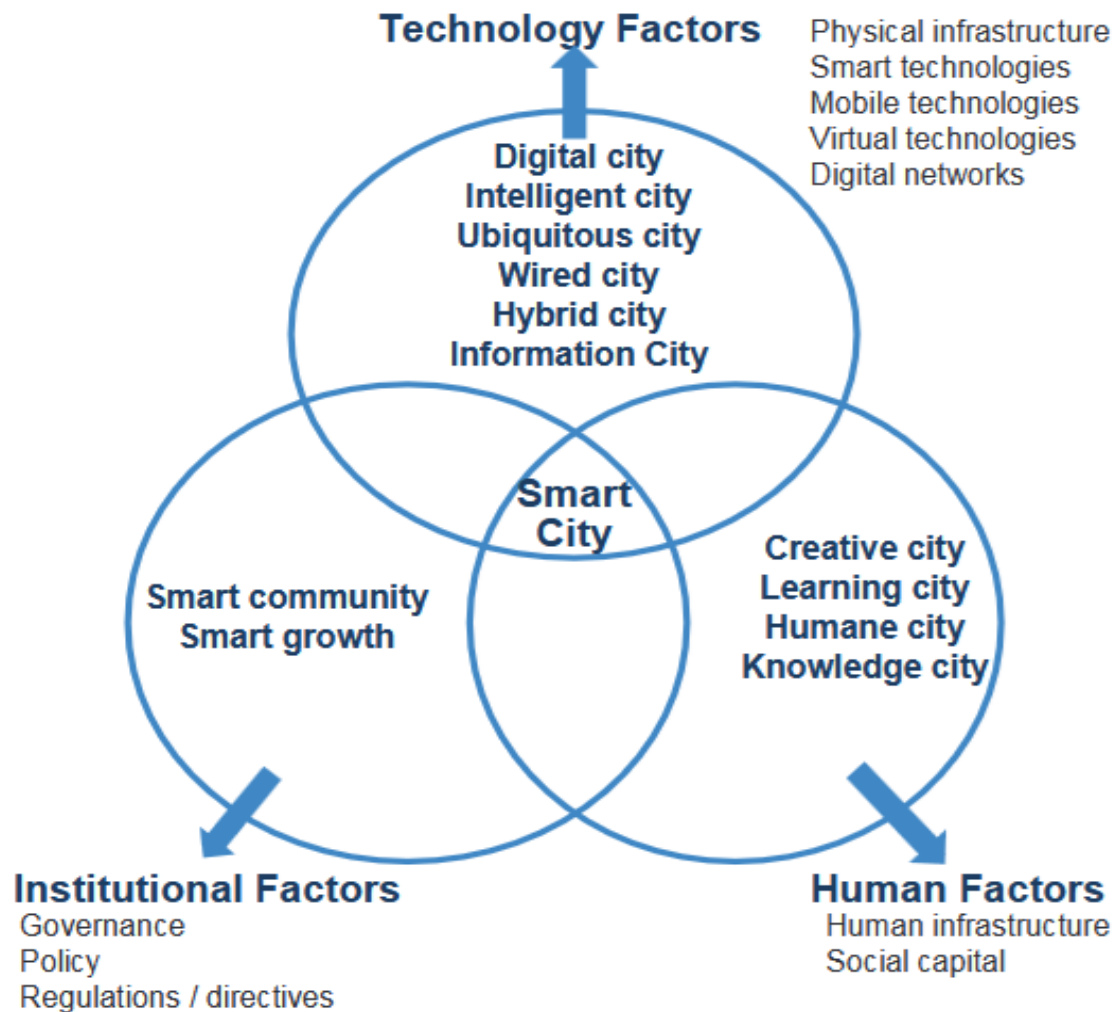 Technology Factors
Physical infrastructure
Smart technologies
Mobile technologies
Virtual technologies
Digital networks
Digital city
Intelligent city
Ubiquitous city
Wired city
Hybrid city
Information City
Smart
City
Smart community
Smart growth
Creative city
Learning city
Humane city
Knowledge city
Institutional Factors
Governance
Policy
Regulations / directives
Human Factors
Human infrastructure
Social capital